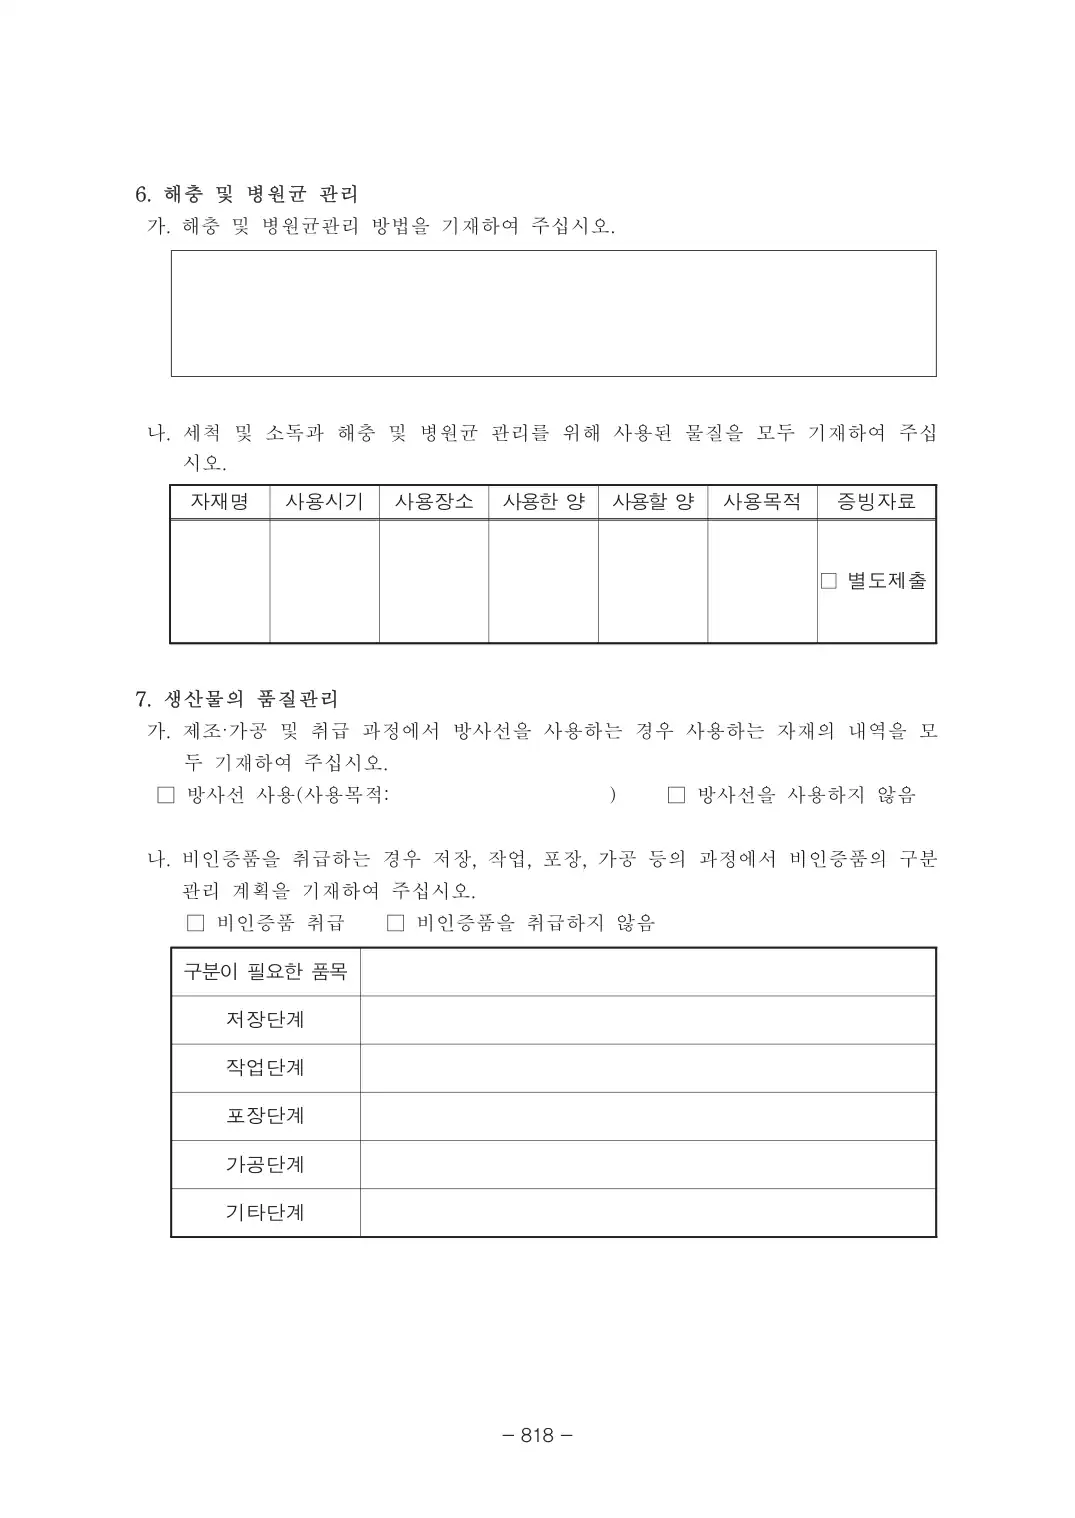 6. 해충 및 병원균 관리
가. 해충 및 병원균관리 방법을 기재하여 주십시오.
나. 세척 및 소독과 해충 및 병원균 관리를 위해 사용된 물질을 모두 기재하여 주십
시오.
자재명 사용시기 사용장소 사용한 양 사용할 양 사용목적 증빙자료
□ 별도제출
7. 생산물의 품질관리
가. 제조·가공 및 취급 과정에서 방사선을 사용하는 경우 사용하는 자재의 내역을 모
두 기재하여 주십시오.
□ 방사선 사용(사용목적: ) □ 방사선을 사용하지 않음
나. 비인증품을 취급하는 경우 저장, 작업, 포장, 가공 등의 과정에서 비인증품의 구분
관리 계획을 기재하여 주십시오.
□ 비인증품 취급 □ 비인증품을 취급하지 않음
구분이 필요한 품목
저장단계
작업단계
포장단계
가공단계
기타단계
- 818 -